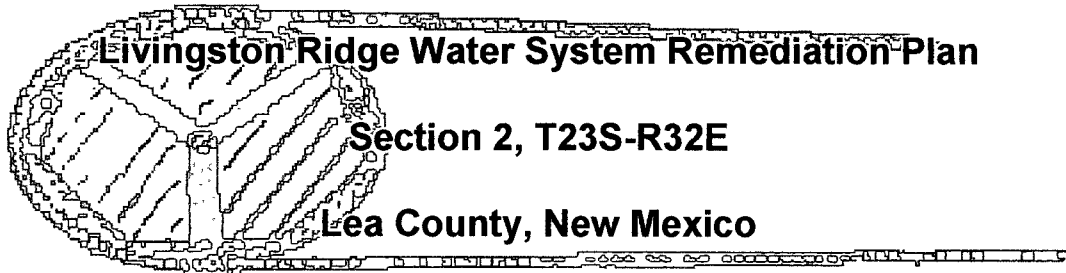 Livingston Ridge Water System Remediation Plan
Section 2, T23S-R32E
Lea County, New Mexico